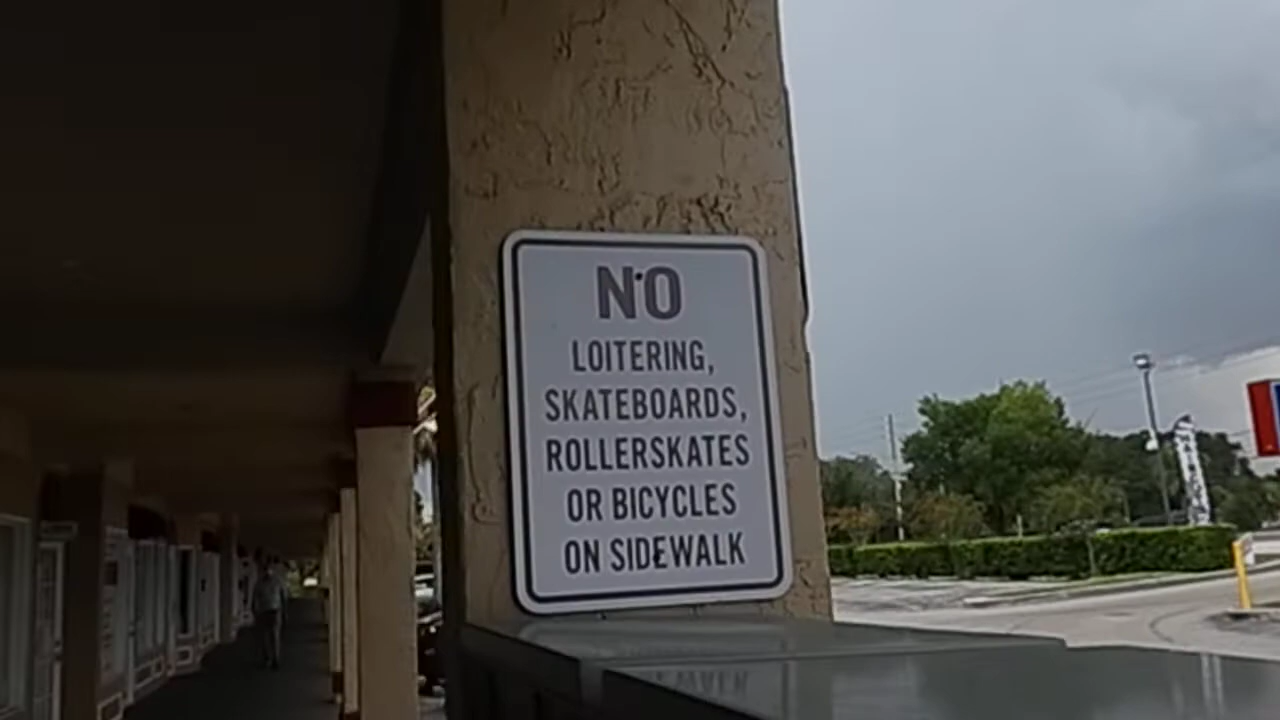 NO
LOITERING,
SKATEBOARDS,
ROLLERSKATES
OR BICYCLES
ON SIDEWALK